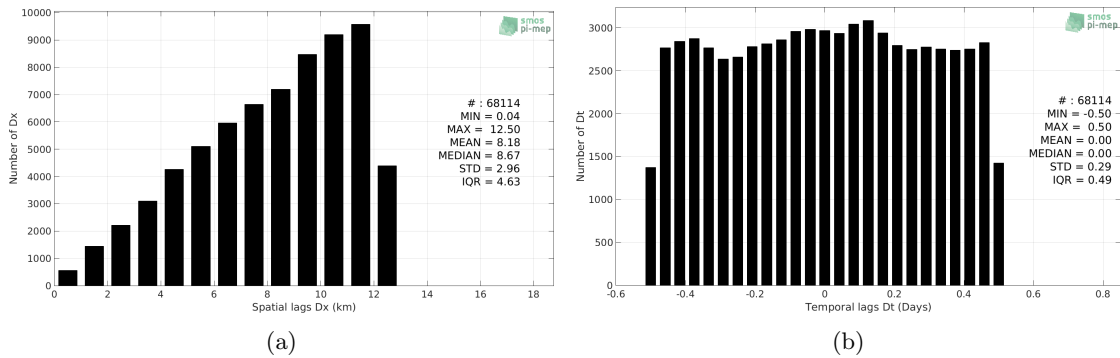 10000
9000
8000
7000
6000
5000
4000
3000
2000
1000
0
Number of Dx
smos
pi-mep
# : 68114
MIN = 0.04
MAX = 12.50
MEAN = 8.18
MEDIAN = 8.67
STD = 2.96
IQR = 4.63
0 2 4 6 8 10 12 14 16 18
Spatial lags Dx (km)
(a)
3000
2500
2000
1500
1000
500
0
Number of Dt
smos
pi-mep
# : 68114
MIN = -0.50
MAX = 0.50
MEAN = 0.00
MEDIAN = 0.00
STD = 0.29
IQR = 0.49
-0.6 -0.4 -0.2 0 0.2 0.4 0.6 0.8
Temporal lags Dt (Days)
(b)